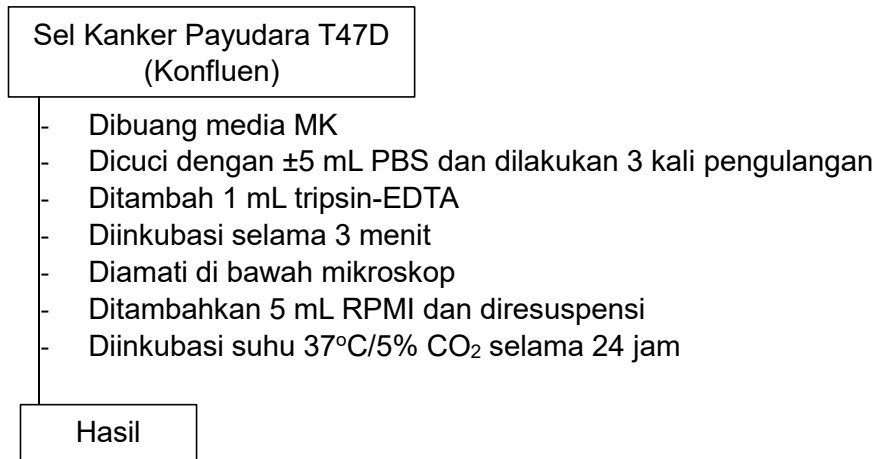 Sel Kanker Payudara T47D
(Konfluen)
- Dibuang media MK
- Dicuci dengan ±5 mL PBS dan dilakukan 3 kali pengulangan
- Ditambah 1 mL tripsin-EDTA
- Diinkubasi selama 3 menit
- Diamati di bawah mikroskop
- Ditambahkan 5 mL RPMI dan diresuspensi
- Diinkubasi suhu 37°C/5% CO₂ selama 24 jam
Hasil